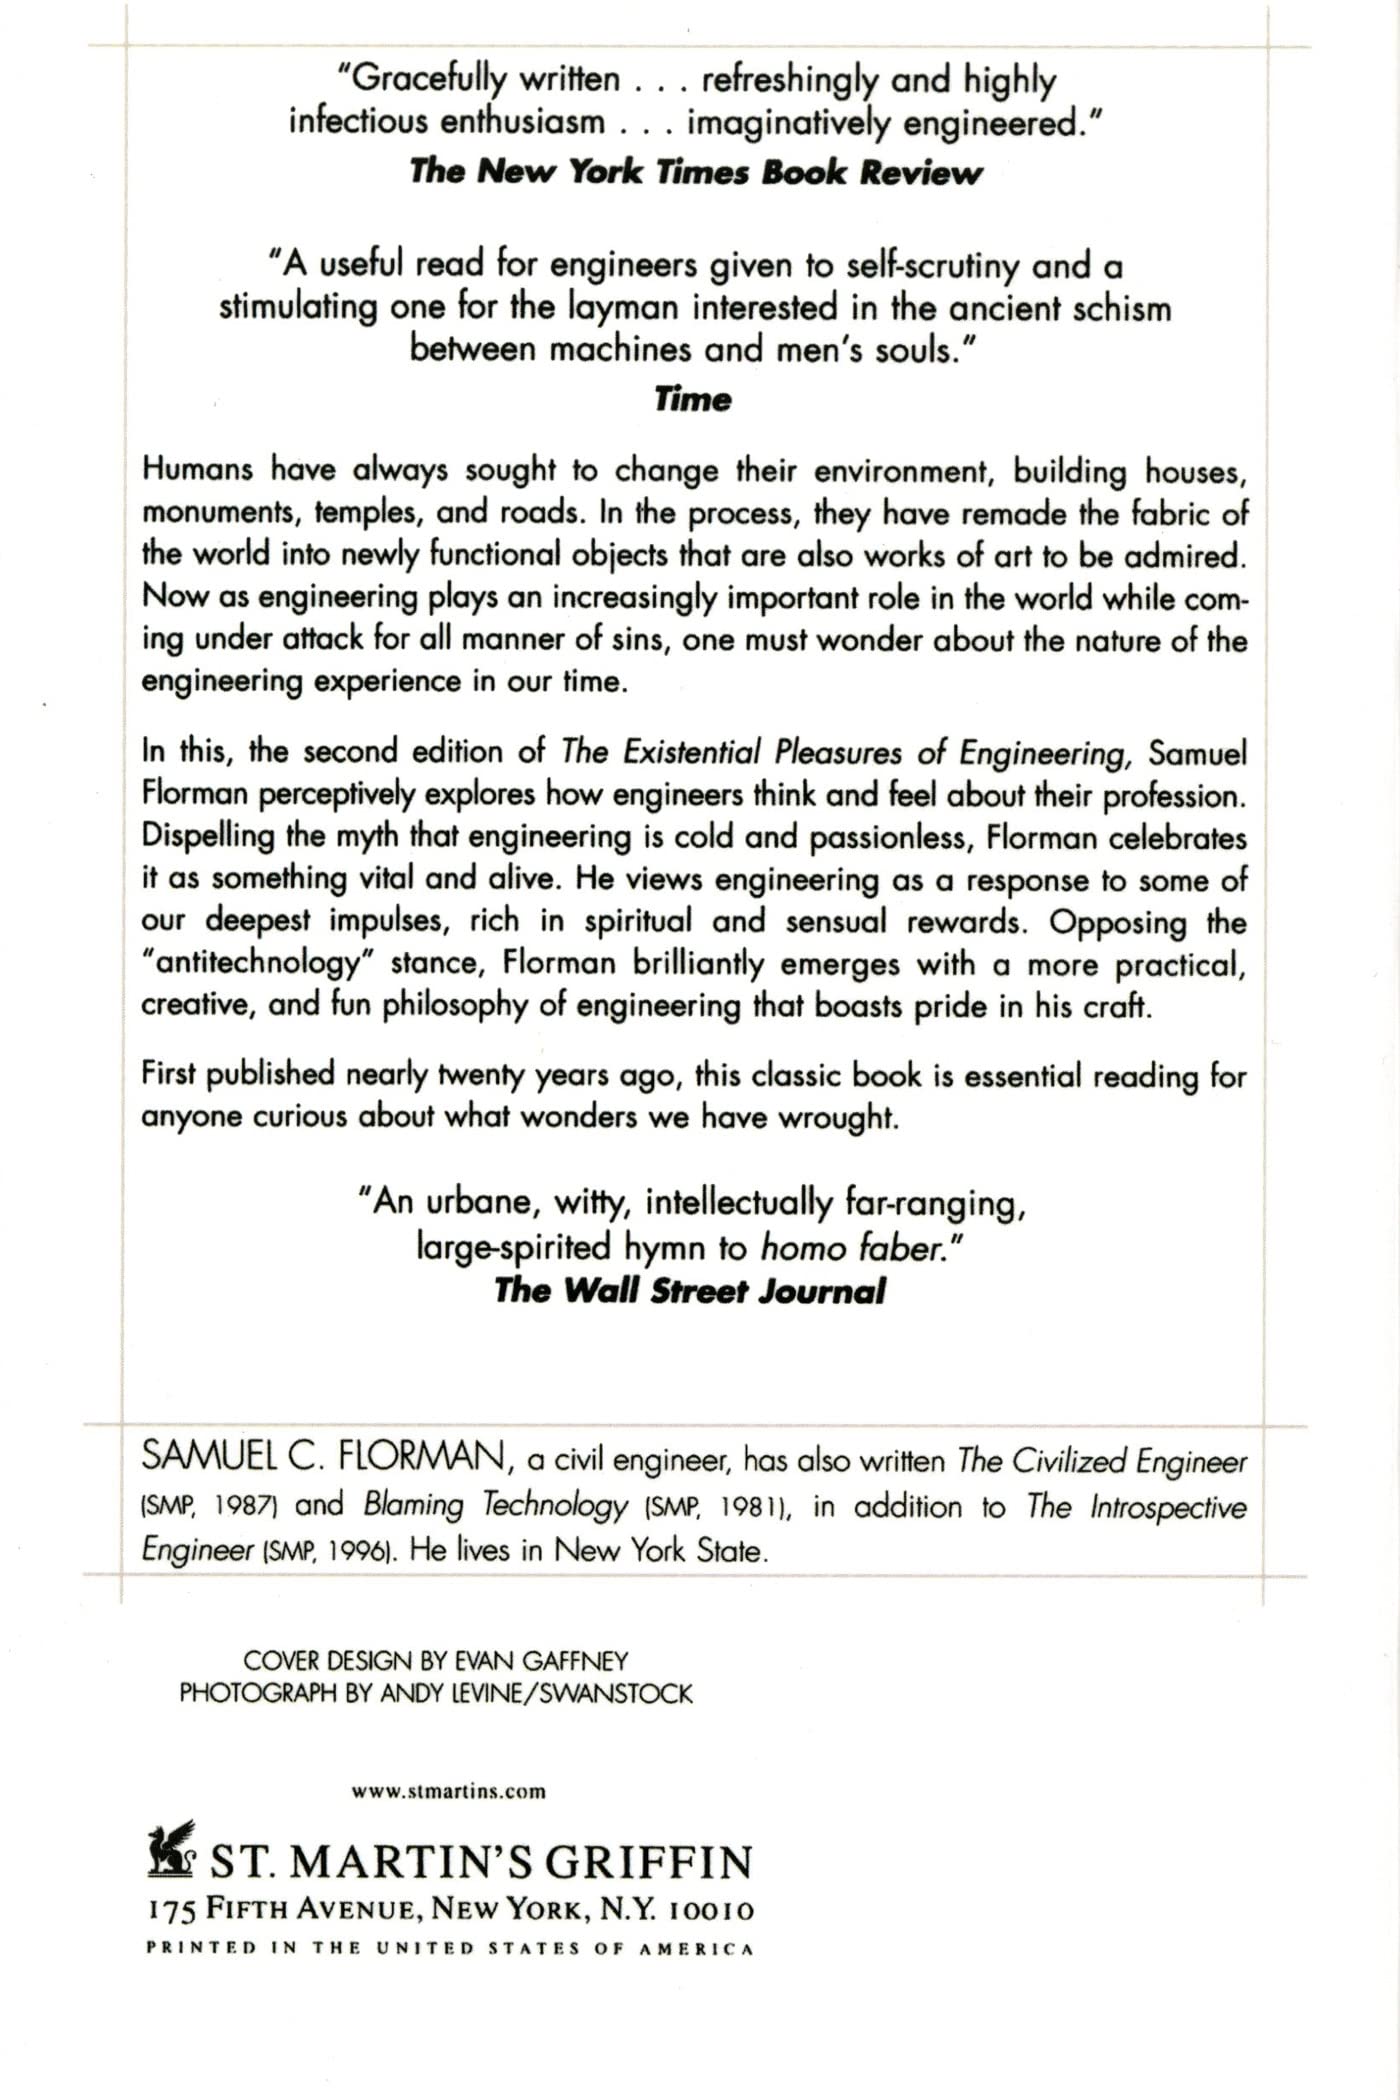 “Gracefully written . . . refreshingly and highly
infectious enthusiasm . . . imaginatively engineered.”
The New York Times Book Review
“A useful read for engineers given to self-scrutiny and a
stimulating one for the layman interested in the ancient schism
between machines and men’s souls.”
Time
Humans have always sought to change their environment, building houses,
monuments, temples, and roads. In the process, they have remade the fabric of
the world into newly functional objects that are also works of art to be admired.
Now as engineering plays an increasingly important role in the world while com-
ing under attack for all manner of sins, one must wonder about the nature of the
engineering experience in our time.
In this, the second edition of The Existential Pleasures of Engineering, Samuel
Florman perceptively explores how engineers think and feel about their profession.
Dispelling the myth that engineering is cold and passionless, Florman celebrates
it as something vital and alive. He views engineering as a response to some of
our deepest impulses, rich in spiritual and sensual rewards. Opposing the
“antitechnology” stance, Florman brilliantly emerges with a more practical,
creative, and fun philosophy of engineering that boasts pride in his craft.
First published nearly twenty years ago, this classic book is essential reading for
anyone curious about what wonders we have wrought.
“An urbane, witty, intellectually far-ranging,
large-spirited hymn to homo faber.”
The Wall Street Journal
SAMUEL C. FLORMAN, a civil engineer, has also written The Civilized Engineer
(SMP, 1987) and Blaming Technology (SMP, 1981), in addition to The Introspective
Engineer (SMP, 1996). He lives in New York State.
COVER DESIGN BY EVAN GAFFNEY
PHOTOGRAPH BY ANDY LEVINE/SWANSTOCK
www.stmartins.com
ST. MARTIN’S GRIFFIN
175 FIFTH AVENUE, NEW YORK, N.Y. 10010
PRINTED IN THE UNITED STATES OF AMERICA